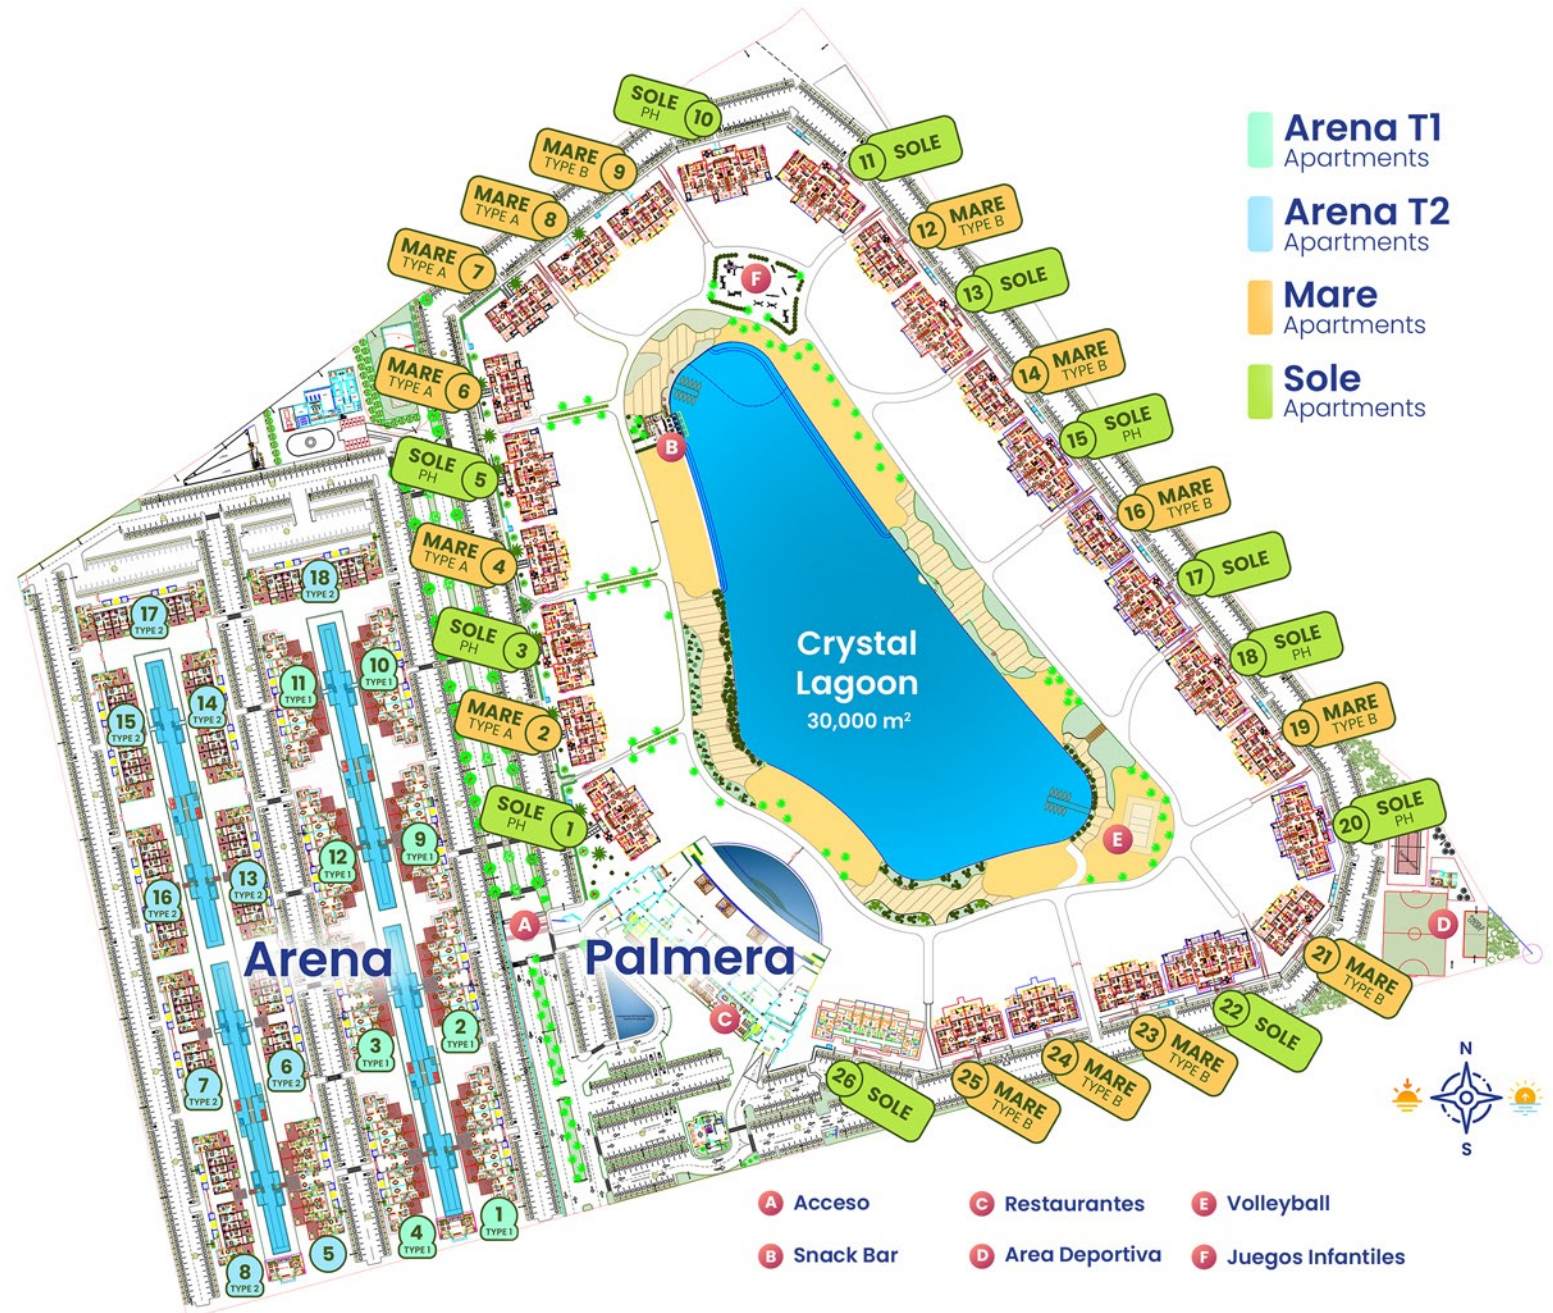 SOLE
PH
10
MARE
TYPE B
9
MARE
TYPE A
8
MARE
TYPE A
7
MARE
TYPE A
6
SOLE
PH
5
MARE
TYPE A
4
SOLE
PH
3
MARE
TYPE A
2
SOLE
PH
1
11 SOLE
12 MARE
TYPE B
13 SOLE
14 MARE
TYPE B
15 SOLE
PH
16 MARE
TYPE B
17 SOLE
18 SOLE
PH
19 MARE
TYPE B
20 SOLE
PH
21 MARE
TYPE B
22 SOLE
23 MARE
TYPE B
24 MARE
TYPE B
25 MARE
TYPE B
26 SOLE
Arena T1
Apartments
Arena T2
Apartments
Mare
Apartments
Sole
Apartments
F
B
E
D
A
C
Crystal
Lagoon
30,000 m²
18
TYPE 2
17
TYPE 2
11
TYPE 1
10
TYPE 1
15
TYPE 2
14
TYPE 2
12
TYPE 1
9
TYPE 1
16
TYPE 2
13
TYPE 2
Arena
Palmera
3
TYPE 1
2
TYPE 1
7
TYPE 2
6
TYPE 2
4
TYPE 1
1
TYPE 1
8
TYPE 2
5
N
S
A Acceso
B Snack Bar
C Restaurantes
D Area Deportiva
E Volleyball
F Juegos Infantiles